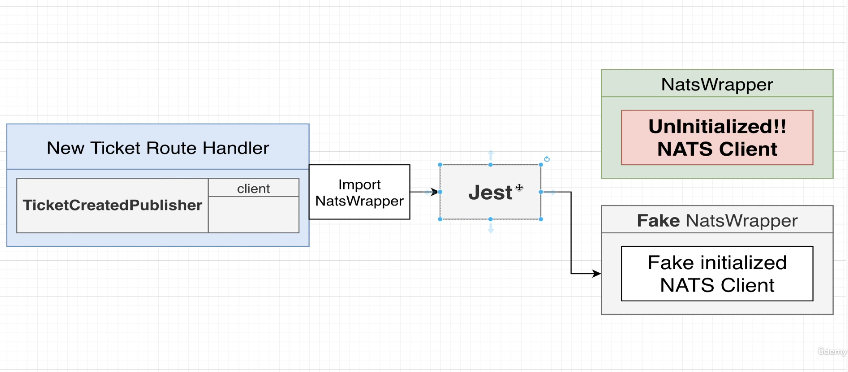 NatsWrapper
UnInitialized!!
NATS Client
New Ticket Route Handler
TicketCreatedPublisher
client
Import
NatsWrapper
Jest
Fake NatsWrapper
Fake initialized
NATS Client
ûdemy